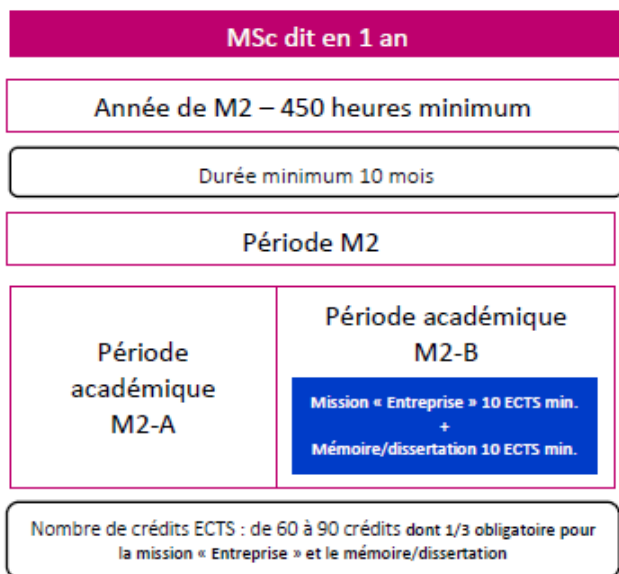 MSc dit en 1 an
Année de M2 – 450 heures minimum
Durée minimum 10 mois
Période M2
Période
académique
M2-A
Période académique
M2-B
Mission « Entreprise » 10 ECTS min.
+
Mémoire/dissertation 10 ECTS min.
Nombre de crédits ECTS : de 60 à 90 crédits dont 1/3 obligatoire pour
la mission « Entreprise » et le mémoire/dissertation